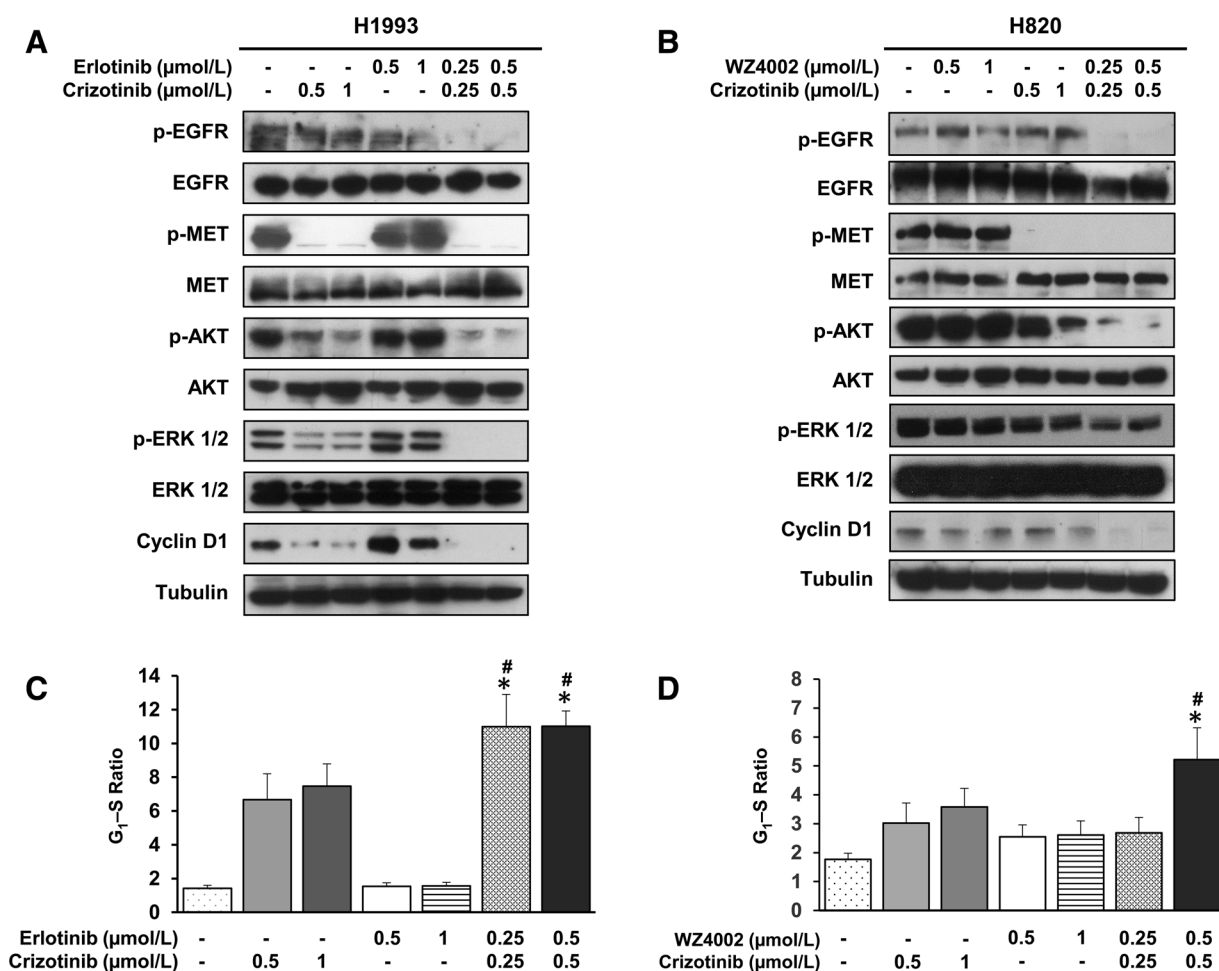 A
H1993
Erlotinib (µmol/L) - - - 0.5 1 0.25 0.5
Crizotinib (µmol/L) - 0.5 1 - - 0.25 0.5
p-EGFR
EGFR
p-MET
MET
p-AKT
AKT
p-ERK 1/2
ERK 1/2
Cyclin D1
Tubulin
B
H820
WZ4002 (µmol/L) - 0.5 1 - - 0.25 0.5
Crizotinib (µmol/L) - - - 0.5 1 0.25 0.5
p-EGFR
EGFR
p-MET
MET
p-AKT
AKT
p-ERK 1/2
ERK 1/2
Cyclin D1
Tubulin
C
G₁–S Ratio
14
12
10
8
6
4
2
0
# #
* *
Erlotinib (µmol/L) - - - 0.5 1 0.25 0.5
Crizotinib (µmol/L) - 0.5 1 - - 0.25 0.5
D
G₁–S Ratio
8
7
6
5
4
3
2
1
0
#
*
WZ4002 (µmol/L) - - - 0.5 1 0.25 0.5
Crizotinib (µmol/L) - 0.5 1 - - 0.25 0.5